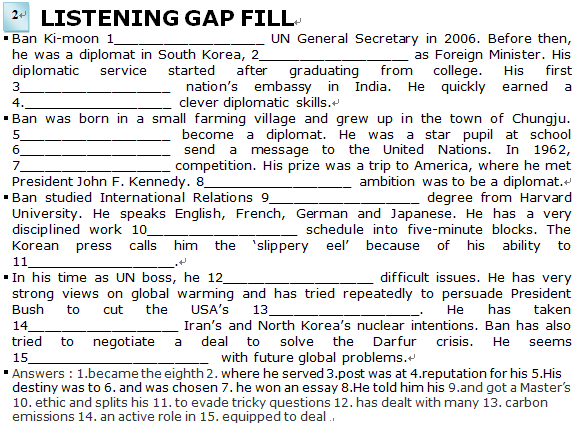 2 LISTENING GAP FILL
▪ Ban Ki-moon 1__________________ UN General Secretary in 2006. Before then,
he was a diplomat in South Korea, 2__________________ as Foreign Minister. His
diplomatic service started after graduating from college. His first
3__________________ nation’s embassy in India. He quickly earned a
4.__________________ clever diplomatic skills.↵
▪ Ban was born in a small farming village and grew up in the town of Chungju.
5__________________ become a diplomat. He was a star pupil at school
6__________________ send a message to the United Nations. In 1962,
7__________________ competition. His prize was a trip to America, where he met
President John F. Kennedy. 8__________________ ambition was to be a diplomat.↵
▪ Ban studied International Relations 9__________________ degree from Harvard
University. He speaks English, French, German and Japanese. He has a very
disciplined work 10__________________ schedule into five-minute blocks. The
Korean press calls him the ‘slippery eel’ because of his ability to
11__________________.↵
▪ In his time as UN boss, he 12__________________ difficult issues. He has very
strong views on global warming and has tried repeatedly to persuade President
Bush to cut the USA’s 13__________________. He has taken
14__________________ Iran’s and North Korea’s nuclear intentions. Ban has also
tried to negotiate a deal to solve the Darfur crisis. He seems
15______________________ with future global problems.↵
▪ Answers : 1.became the eighth 2. where he served 3.post was at 4.reputation for his 5.His
destiny was to 6. and was chosen 7. he won an essay 8.He told him his 9.and got a Master’s
10. ethic and splits his 11. to evade tricky questions 12. has dealt with many 13. carbon
emissions 14. an active role in 15. equipped to deal .↵